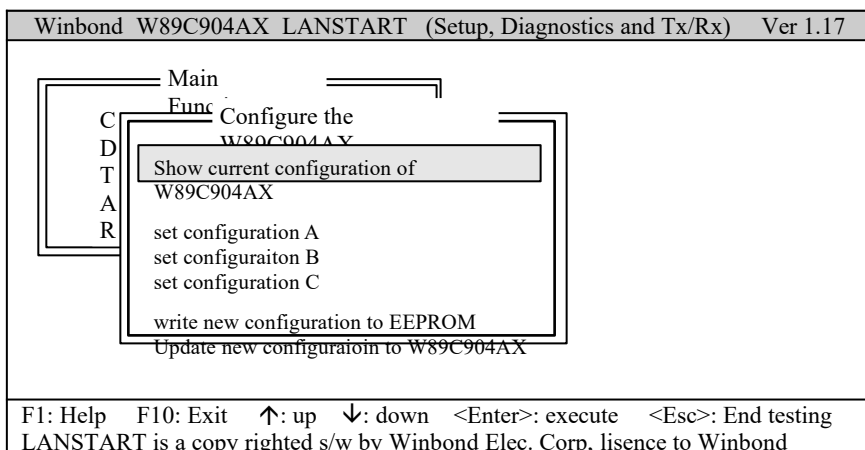 Winbond W89C904AX LANSTART (Setup, Diagnostics and Tx/Rx) Ver 1.17
Main
C
D
T
A
R
Configure the
W89C904AX
Show current configuration of
W89C904AX
set configuration A
set configuraiton B
set configuration C
write new configuration to EEPROM
Update new configuraioin to W89C904AX
F1: Help F10: Exit ↑: up ↓: down <Enter>: execute <Esc>: End testing
LANSTART is a copy righted s/w by Winbond Elec. Corp, lisence to Winbond